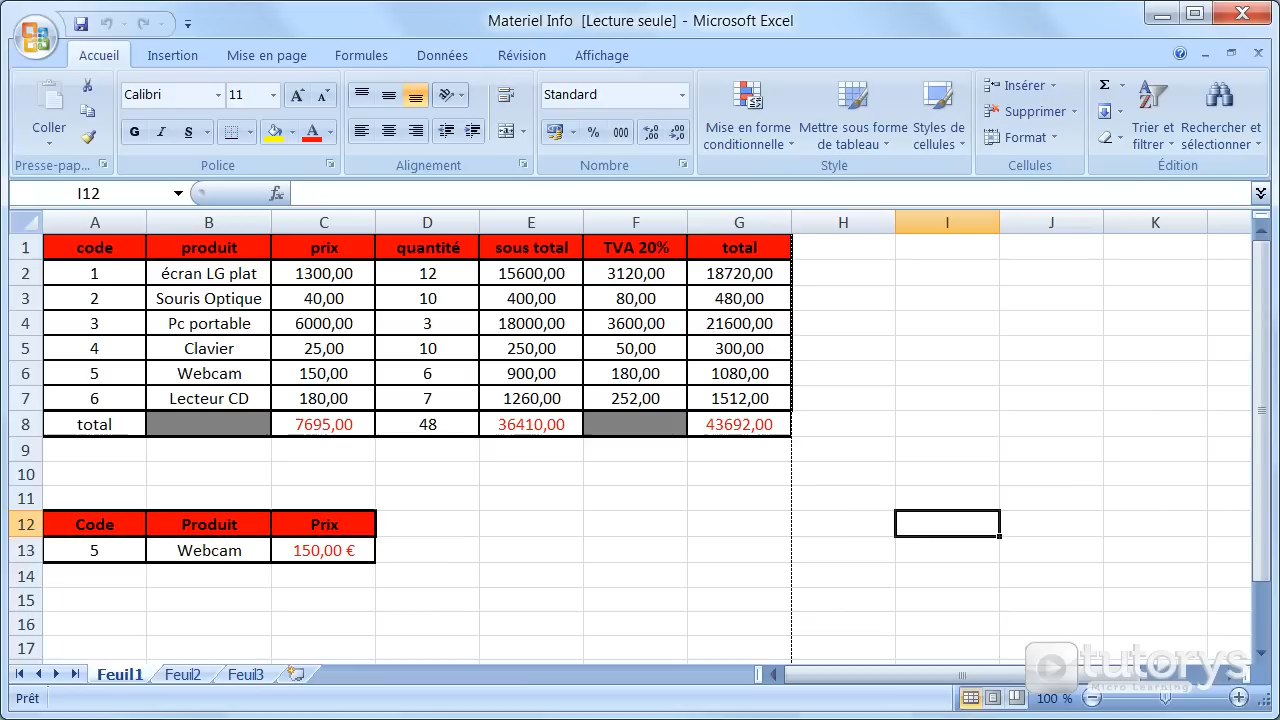 Materiel Info [Lecture seule] - Microsoft Excel
Accueil Insertion Mise en page Formules Données Révision Affichage
Coller
Presse-pap...
Calibri 11 A A
G I S A
Police
Alignement
Standard
% 000 ,00 ,00
Nombre
Mise en forme conditionnelle
Mettre sous forme de tableau
Styles de cellules
Style
Insérer
Supprimer
Format
Cellules
Σ
Trier et filtrer
Rechercher et sélectionner
Édition
I12 fx
A B C D E F G H I J K
1 code produit prix quantité sous total TVA 20% total
2 1 écran LG plat 1300,00 12 15600,00 3120,00 18720,00
3 2 Souris Optique 40,00 10 400,00 80,00 480,00
4 3 Pc portable 6000,00 3 18000,00 3600,00 21600,00
5 4 Clavier 25,00 10 250,00 50,00 300,00
6 5 Webcam 150,00 6 900,00 180,00 1080,00
7 6 Lecteur CD 180,00 7 1260,00 252,00 1512,00
8 total 7695,00 48 36410,00 43692,00
9
10
11
12 Code Produit Prix
13 5 Webcam 150,00 €
14
15
16
17
Feuil1 Feuil2 Feuil3
tutorys
Micro Learning
Prêt 100 %